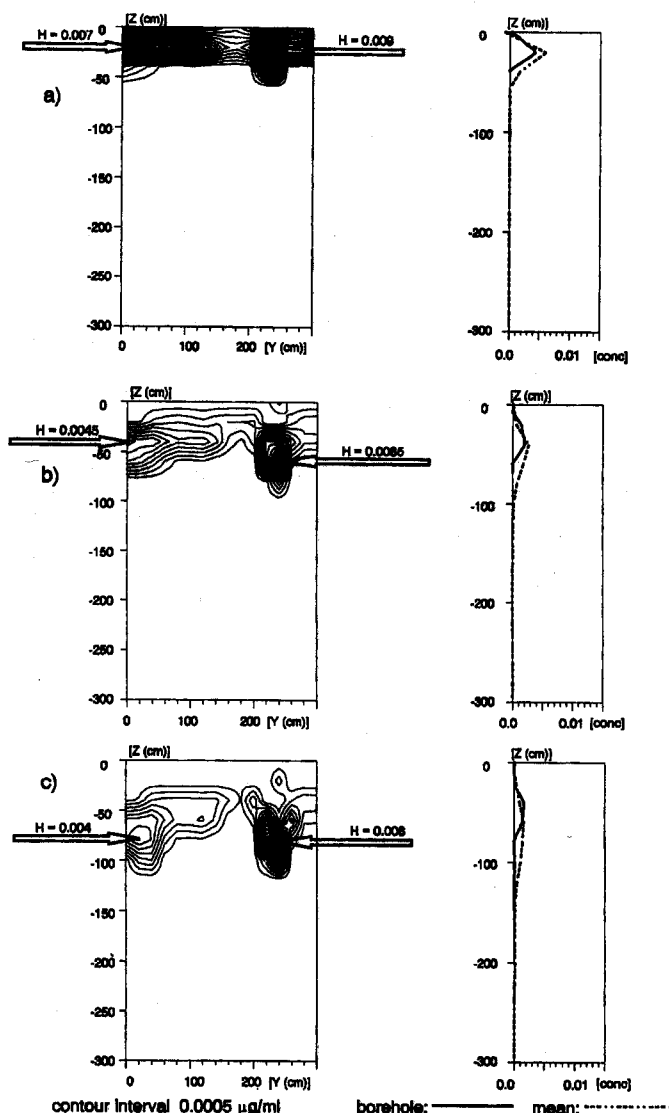 [Z (cm)]
[Z (cm)]
0
H = 0.007
H = 0.009
-50
a)
-100
-100
-150
-200
-200
-250
-300
-300
0 100 200 [Y (cm)]
0.0 0.01 [conc]
[Z (cm)]
[Z (cm)]
0
0
H = 0.0045
-50
H = 0.0085
b)
-100
-100
-150
-200
-200
-250
-300
-300
0 100 200 [Y (cm)]
0.0 0.01 [conc]
[Z (cm)]
[Z (cm)]
0
0
c)
-50
H = 0.004
H = 0.006
-100
-100
-150
-200
-200
-250
-300
-300
0 100 200 [Y (cm)]
0.0 0.01 [conc]
contour interval 0.0005 µg/ml
borehole:
mean: